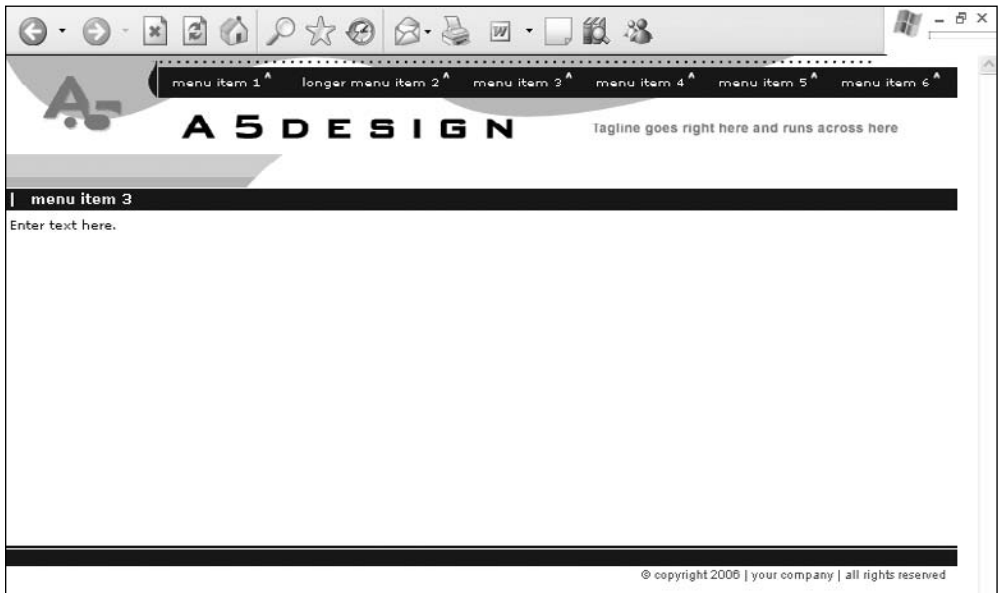 W
menu item 1^ longer menu item 2^ menu item 3^ menu item 4^ menu item 5^ menu item 6^
A5
A5DESIGN
Tagline goes right here and runs across here
| menu item 3
Enter text here.
© copyright 2006 | your company | all rights reserved